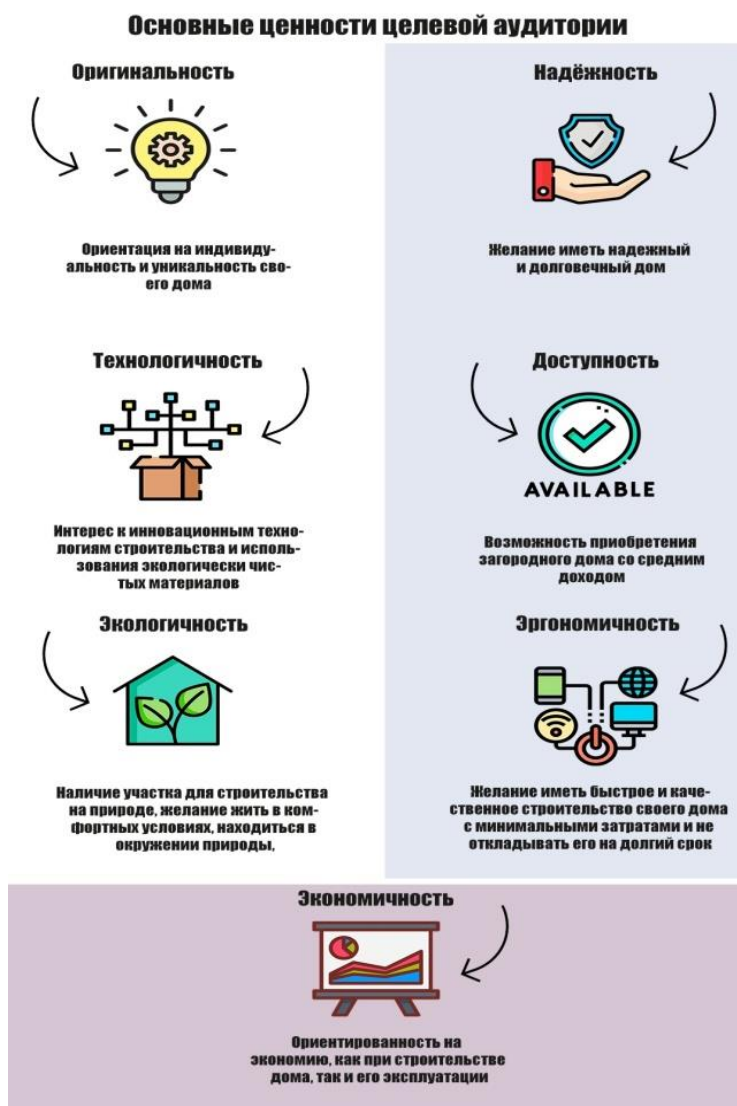 Основные ценности целевой аудитории
Оригинальность
Ориентация на индивиду-
альность и уникальность сво-
его дома
Надёжность
Желание иметь надежный
и долговечный дом
Технологичность
Интерес к инновационным техно-
логиям строительства и исполь-
зования экологически чис-
тых материалов
Доступность
AVAILABLE
Возможность приобретения
загородного дома со средним
доходом
Экологичность
Наличие участка для строительства
на природе, желание жить в ком-
фортных условиях, находиться в
окружении природы,
Эргономичность
Желание иметь быстрое и каче-
ственное строительство своего дома
с минимальными затратами и не
откладывать его на долгий срок
Экономичность
Ориентированность на
экономию, как при строительстве
дома, так и его эксплуатации